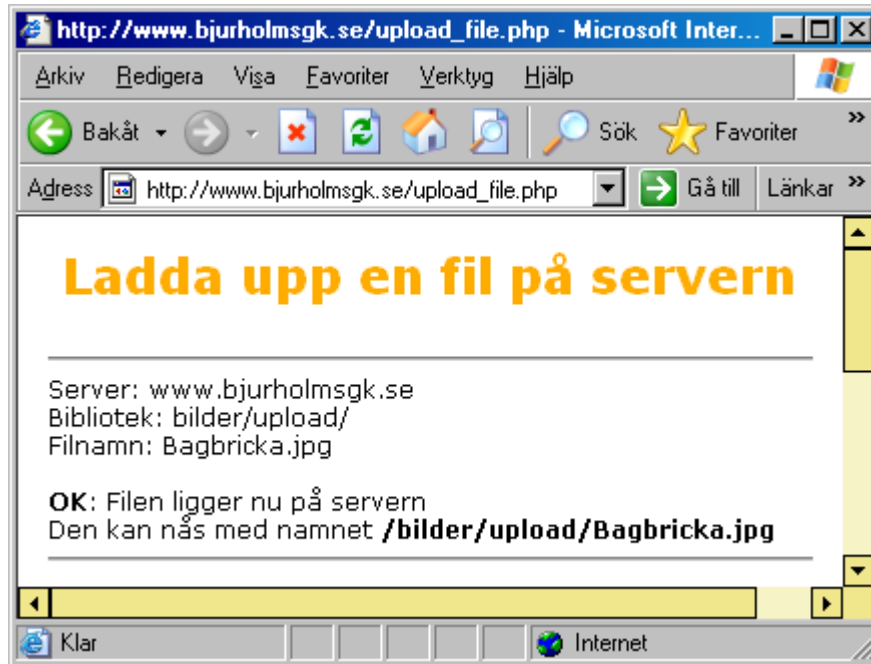 http://www.bjurholmsgk.se/upload_file.php - Microsoft Inter...
Arkiv Redigera Visa Favoriter Verktyg Hjälp
Bakåt Sök Favoriter »
Adress http://www.bjurholmsgk.se/upload_file.php Gå till Länkar »
Ladda upp en fil på servern
Server: www.bjurholmsgk.se
Bibliotek: bilder/upload/
Filnamn: Bagbricka.jpg
OK: Filen ligger nu på servern
Den kan nås med namnet /bilder/upload/Bagbricka.jpg
Klar Internet